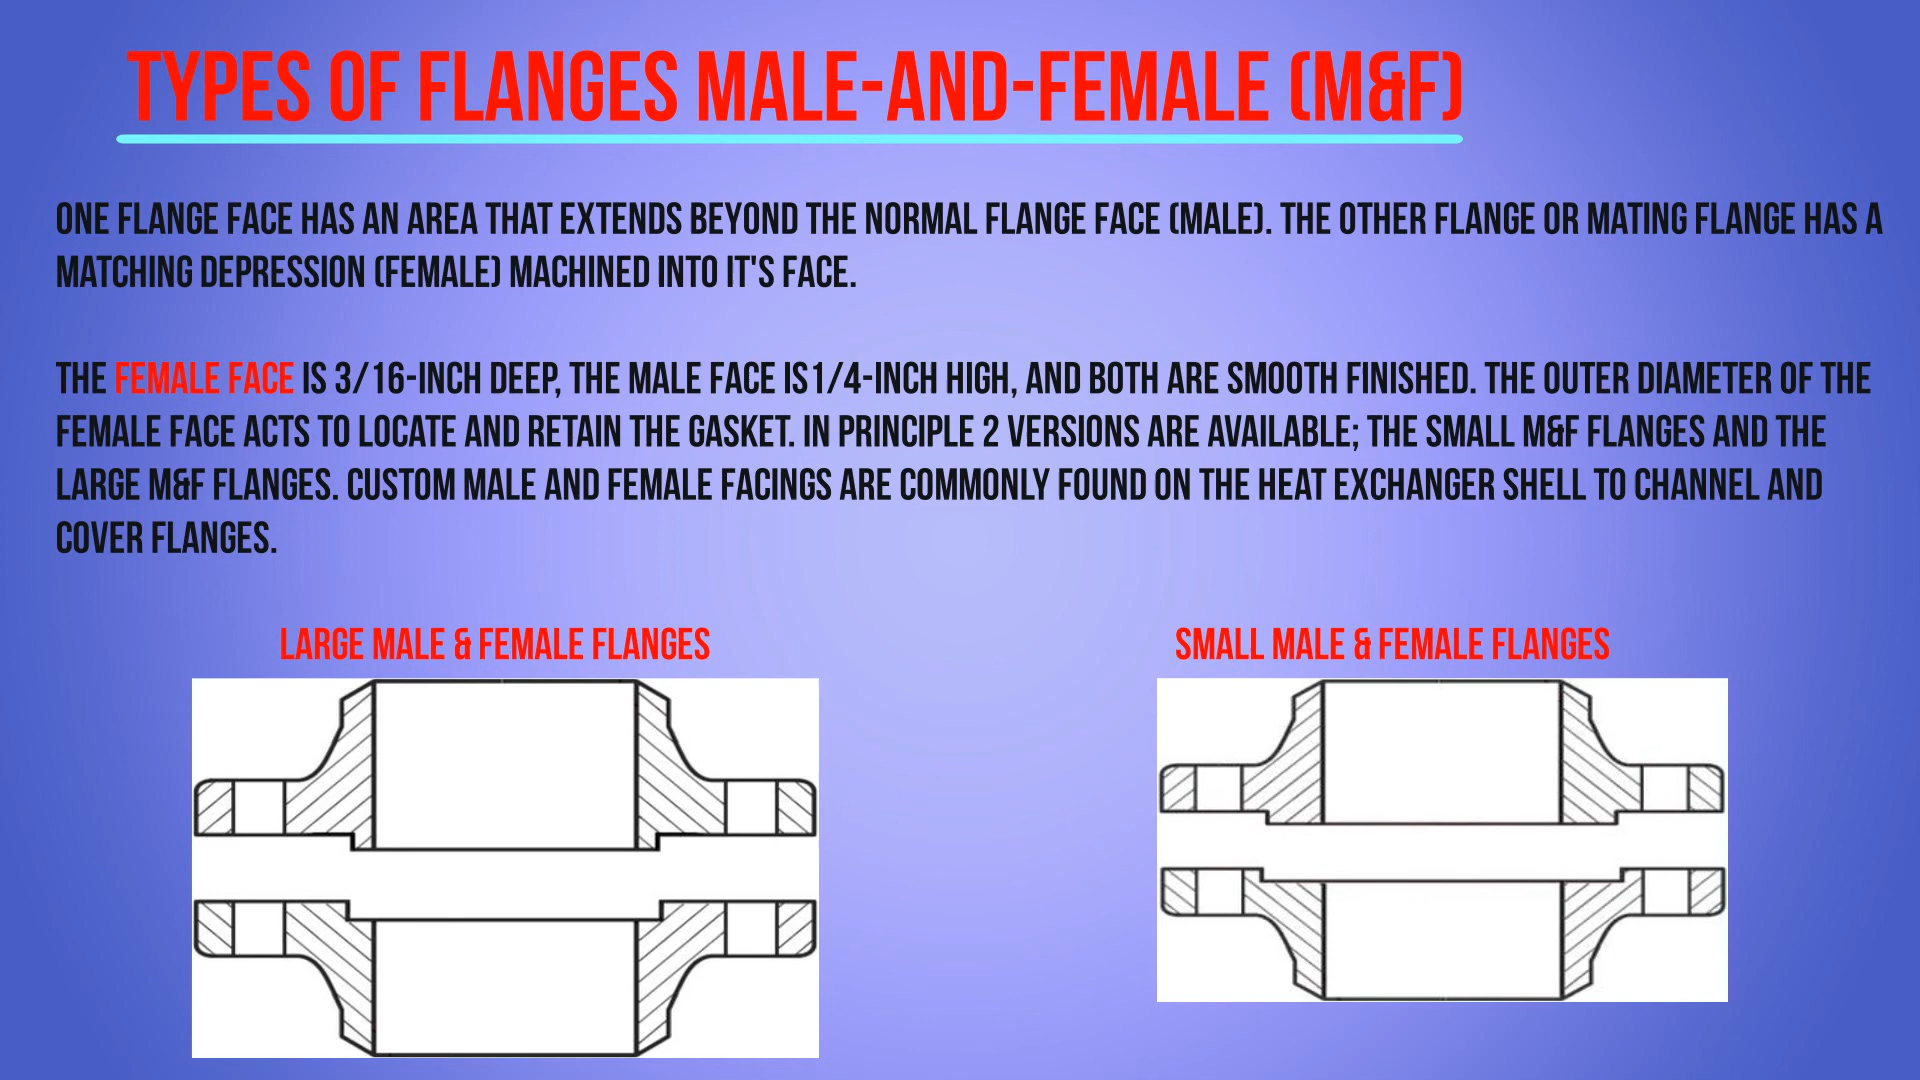 TYPES OF FLANGES MALE-AND-FEMALE (M&F)
ONE FLANGE FACE HAS AN AREA THAT EXTENDS BEYOND THE NORMAL FLANGE FACE (MALE). THE OTHER FLANGE OR MATING FLANGE HAS A
MATCHING DEPRESSION (FEMALE) MACHINED INTO IT'S FACE.
THE FEMALE FACE IS 3/16-INCH DEEP, THE MALE FACE IS1/4-INCH HIGH, AND BOTH ARE SMOOTH FINISHED. THE OUTER DIAMETER OF THE
FEMALE FACE ACTS TO LOCATE AND RETAIN THE GASKET. IN PRINCIPLE 2 VERSIONS ARE AVAILABLE; THE SMALL M&F FLANGES AND THE
LARGE M&F FLANGES. CUSTOM MALE AND FEMALE FACINGS ARE COMMONLY FOUND ON THE HEAT EXCHANGER SHELL TO CHANNEL AND
COVER FLANGES.
LARGE MALE & FEMALE FLANGES
SMALL MALE & FEMALE FLANGES